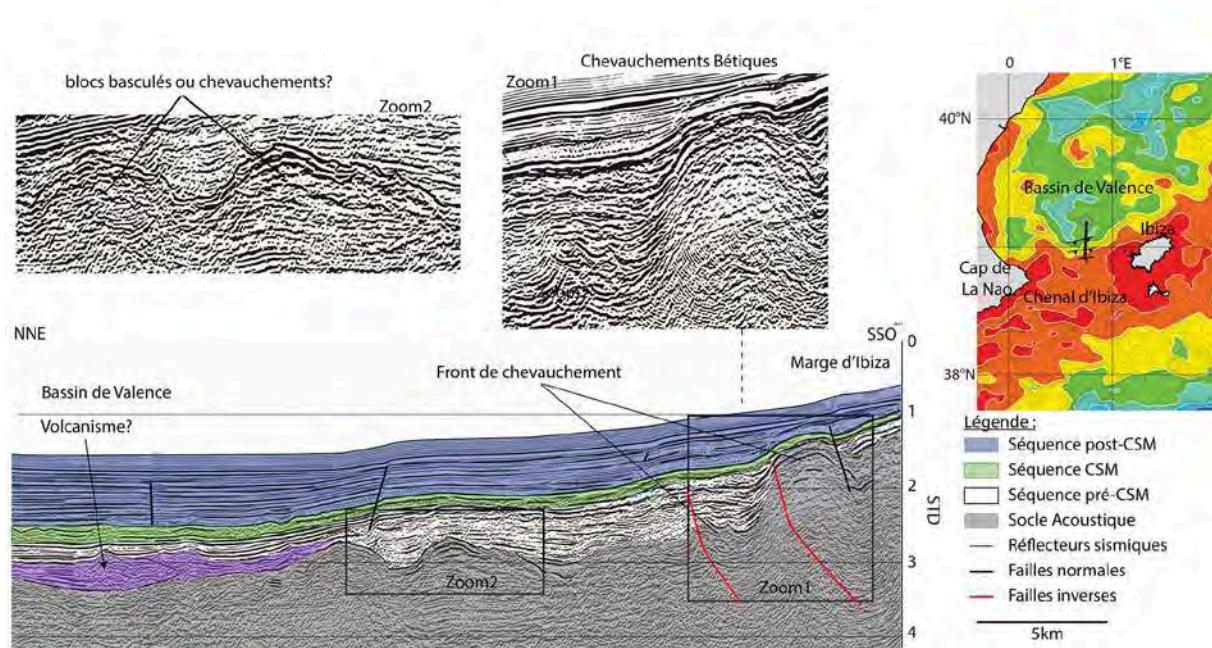 blocs basculés ou chevauchements?
Zoom2
Chevauchements Bétiques
Zoom1
0
1°E
40°N
Bassin de Valence
Ibiza
Cap de
La Nao
Chenal d'Ibiza
38°N
NNE
SSO
0
Marge d'Ibiza
Front de chevauchement
Bassin de Valence
Volcanisme?
1
2
STD
3
4
Zoom2
Zoom1
Légende :
Séquence post-CSM
Séquence CSM
Séquence pré-CSM
Socle Acoustique
Réflecteurs sismiques
Failles normales
Failles inverses
5km